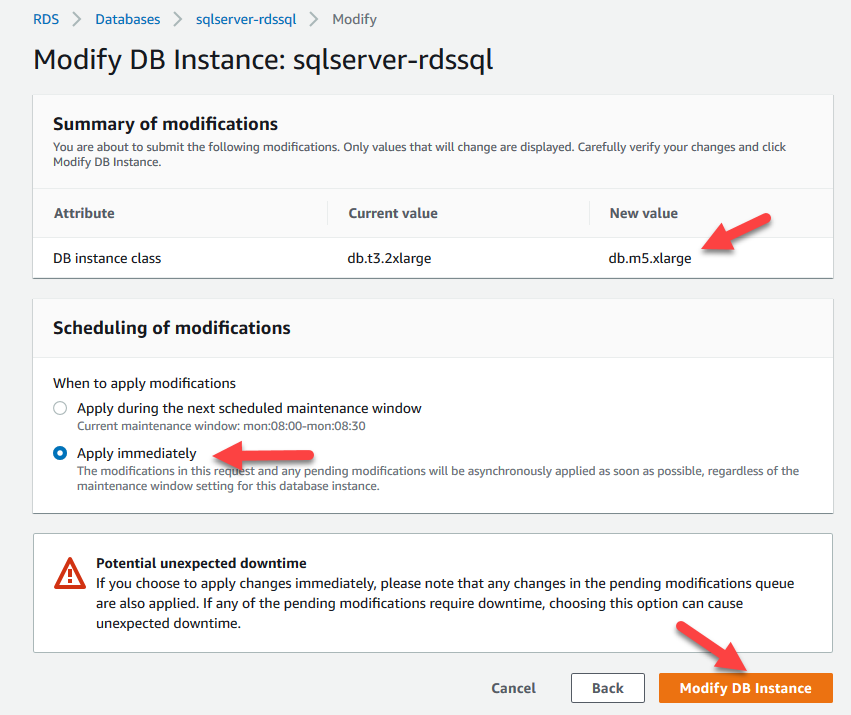 RDS > Databases > sqlserver-rdssql > Modify
Modify DB Instance: sqlserver-rdssql
Summary of modifications
You are about to submit the following modifications. Only values that will change are displayed. Carefully verify your changes and click
Modify DB Instance.
Attribute Current value New value
DB instance class db.t3.2xlarge db.m5.xlarge
Scheduling of modifications
When to apply modifications
Apply during the next scheduled maintenance window
Current maintenance window: mon:08:00-mon:08:30
Apply immediately
The modifications in this request and any pending modifications will be asynchronously applied as soon as possible, regardless of the
maintenance window setting for this database instance.
Potential unexpected downtime
If you choose to apply changes immediately, please note that any changes in the pending modifications queue
are also applied. If any of the pending modifications require downtime, choosing this option can cause
unexpected downtime.
Cancel Back Modify DB Instance